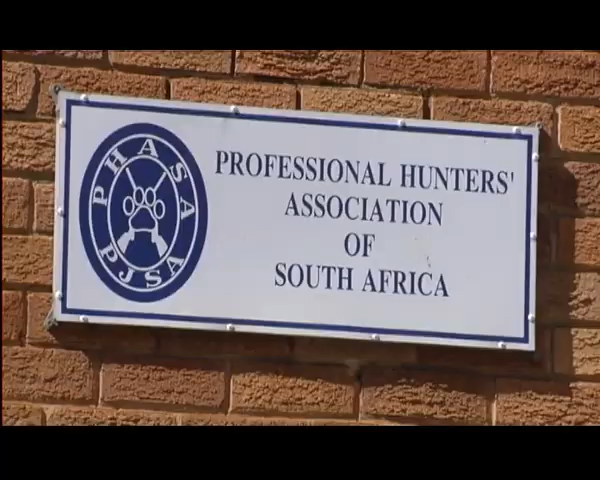 PHASA
PJSA
PROFESSIONAL HUNTERS'
ASSOCIATION
OF
SOUTH AFRICA